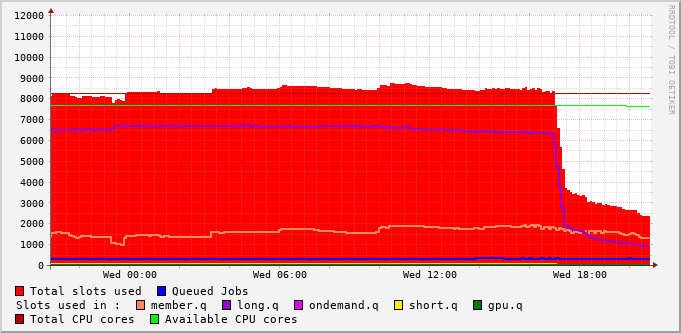 RRDTOOL / TOBI OETIKER
12000
11000
10000
9000
8000
7000
6000
5000
4000
3000
2000
1000
0
Wed 00:00 Wed 06:00 Wed 12:00 Wed 18:00
Total slots used Queued Jobs
Slots used in : member.q long.q ondemand.q short.q gpu.q
Total CPU cores Available CPU cores